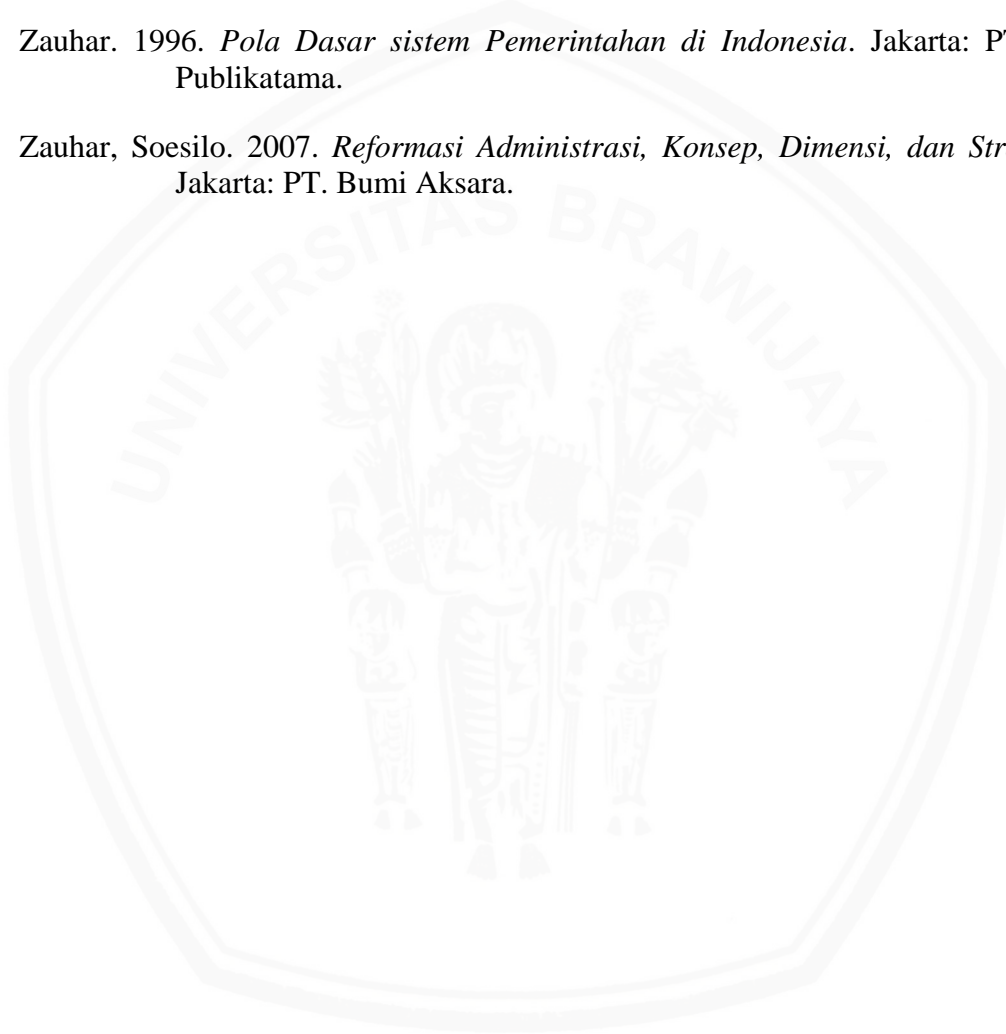 Zauhar. 1996. Pola Dasar sistem Pemerintahan di Indonesia. Jakarta: PT
Publikatama.
Zauhar, Soesilo. 2007. Reformasi Administrasi, Konsep, Dimensi, dan Str
Jakarta: PT. Bumi Aksara.
UNIVERSITAS BRAWIJAYA